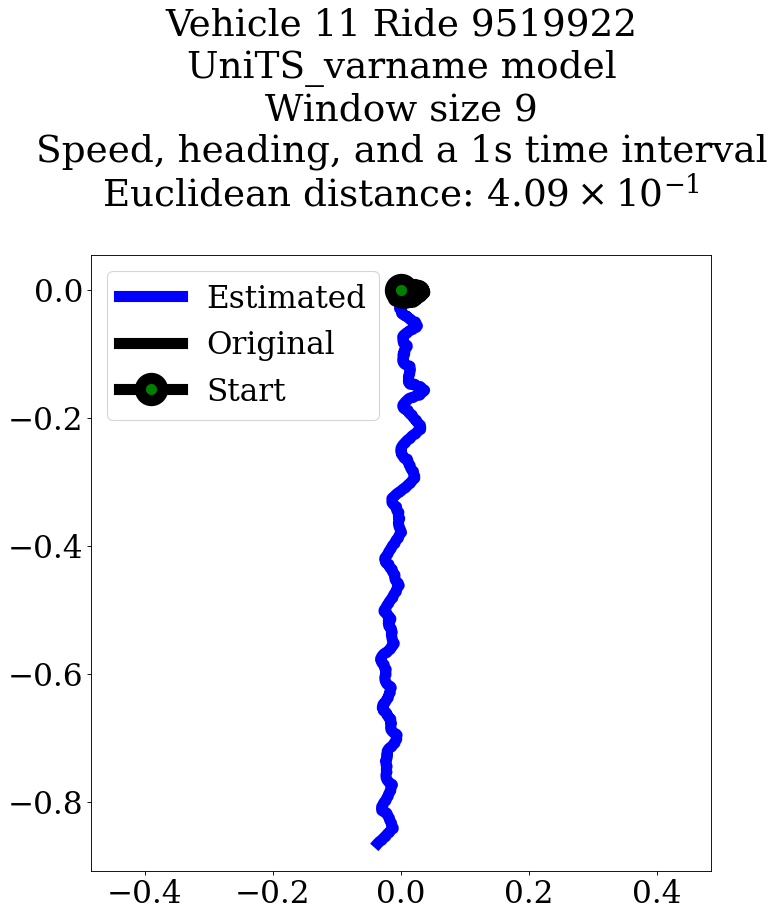 Vehicle 11 Ride 9519922
UniTS_varname model
Window size 9
Speed, heading, and a 1s time interval
Euclidean distance: 4.09 × 10⁻¹
Estimated
Original
Start
0.0
−0.2
−0.4
−0.6
−0.8
−0.4
−0.2
0.0
0.2
0.4